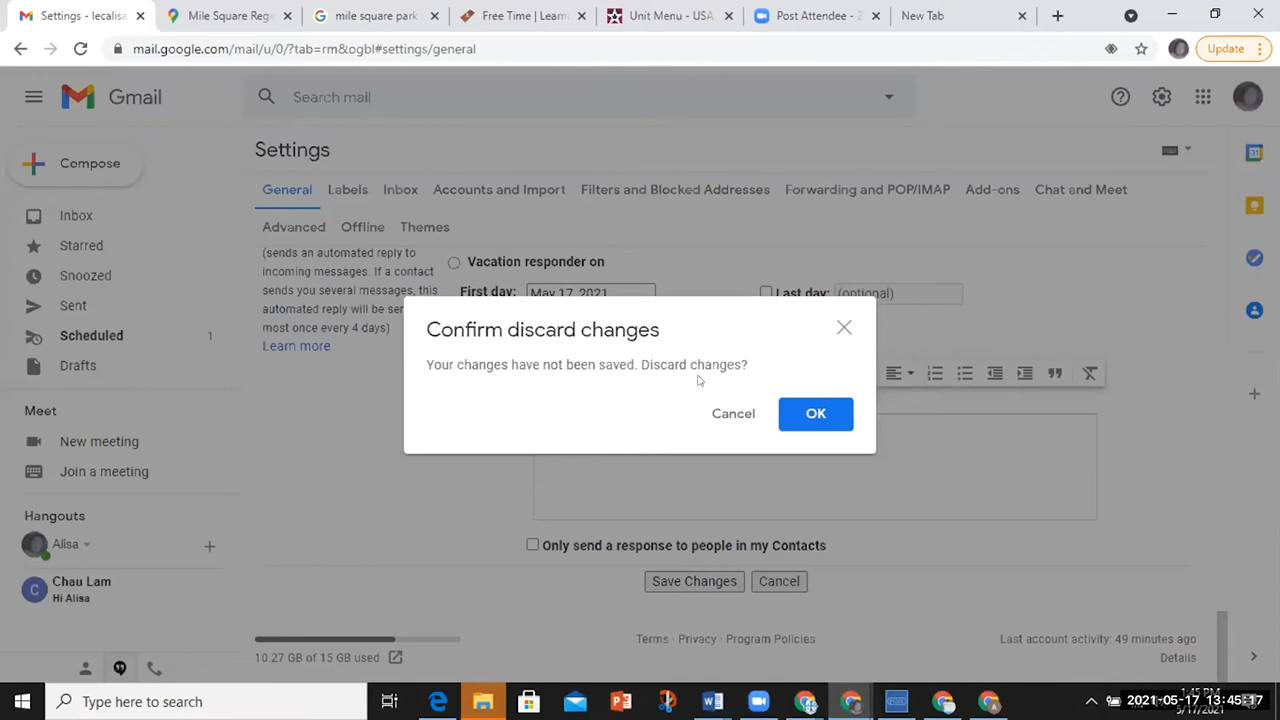 Settings - lecalisa
Mile Square Reg
mile square park
Free Time | Learn
Unit Menu - USA
Post Attendee - Z
New Tab
mail.google.com/mail/u/0/?tab=rm&ogbl#settings/general
Update
Gmail
Search mail
Compose
Settings
General Labels Inbox Accounts and Import Filters and Blocked Addresses Forwarding and POP/IMAP Add-ons Chat and Meet
Advanced Offline Themes
Inbox
Starred
Snoozed
Sent
Scheduled 1
Drafts
Meet
New meeting
Join a meeting
Hangouts
Alisa
Chau Lam
Hi Alisa
(sends an automated reply to
incoming messages. If a contact
sends you several messages, this
automated reply will be
most once every 4 days)
Learn more
Vacation responder on
First day: May 17, 2021 Last day: (optional)
Confirm discard changes
Your changes have not been saved. Discard changes?
Cancel OK
Only send a response to people in my Contacts
Save Changes Cancel
10.27 GB of 15 GB used
Terms · Privacy · Program Policies
Last account activity: 49 minutes ago
Details
Type here to search
1:45 PM
2021-05-17 13:45:17
5/17/2021